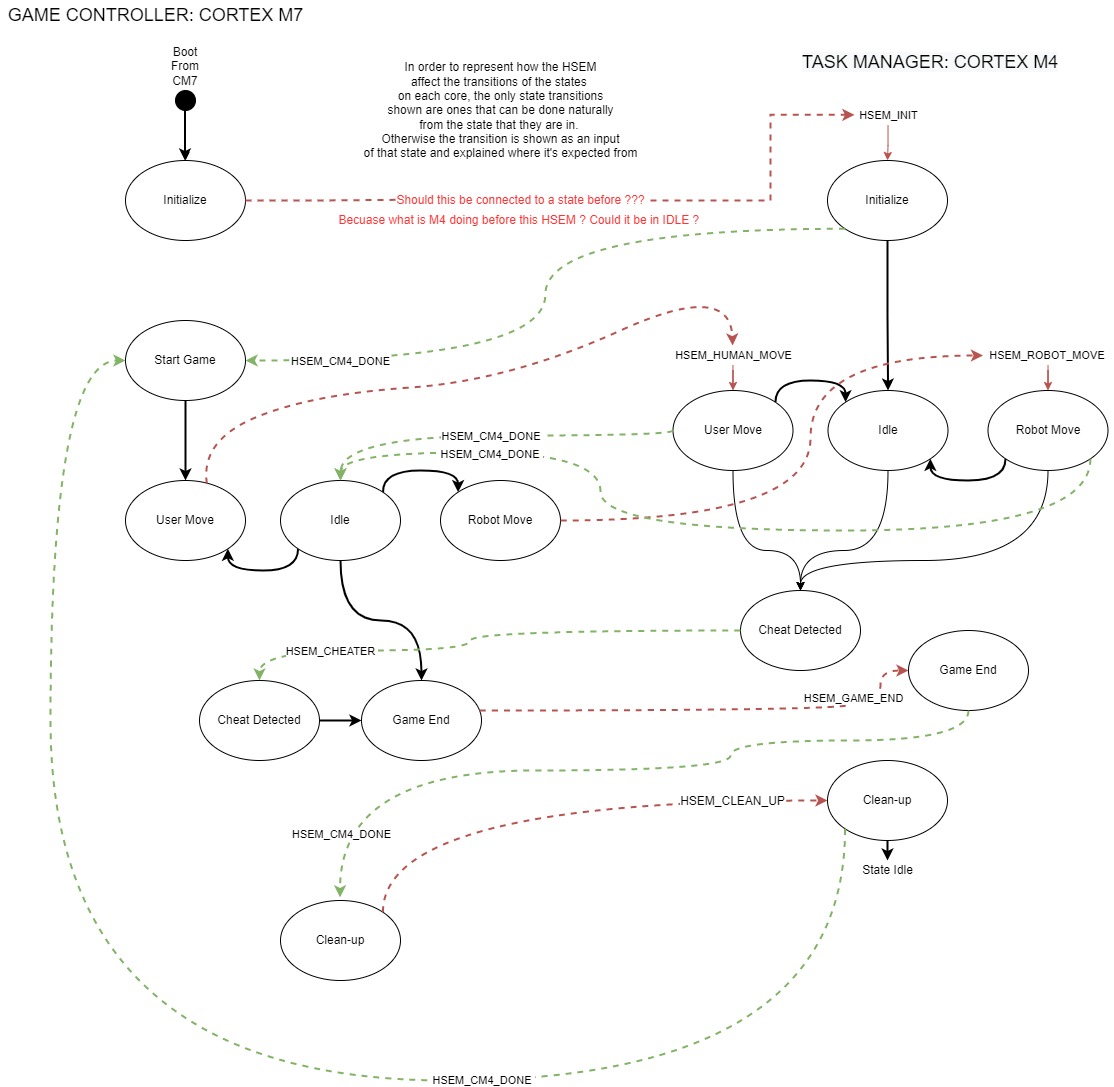 GAME CONTROLLER: CORTEX M7
Boot
From
CM7
In order to represent how the HSEM
affect the transitions of the states
on each core, the only state transitions
shown are ones that can be done naturally
from the state that they are in.
Otherwise the transition is shown as an input
of that state and explained where it's expected from
TASK MANAGER: CORTEX M4
HSEM_INIT
Initialize
Should this be connected to a state before ???
Becuase what is M4 doing before this HSEM ? Could it be in IDLE ?
Initialize
Start Game
HSEM_CM4_DONE
HSEM_HUMAN_MOVE
HSEM_ROBOT_MOVE
User Move
Idle
Robot Move
HSEM_CM4_DONE
HSEM_CM4_DONE
User Move
Idle
Robot Move
Cheat Detected
HSEM_CHEATER
Game End
HSEM_GAME_END
Cheat Detected
Game End
HSEM_CLEAN_UP
Clean-up
HSEM_CM4_DONE
State Idle
Clean-up
HSEM_CM4_DONE